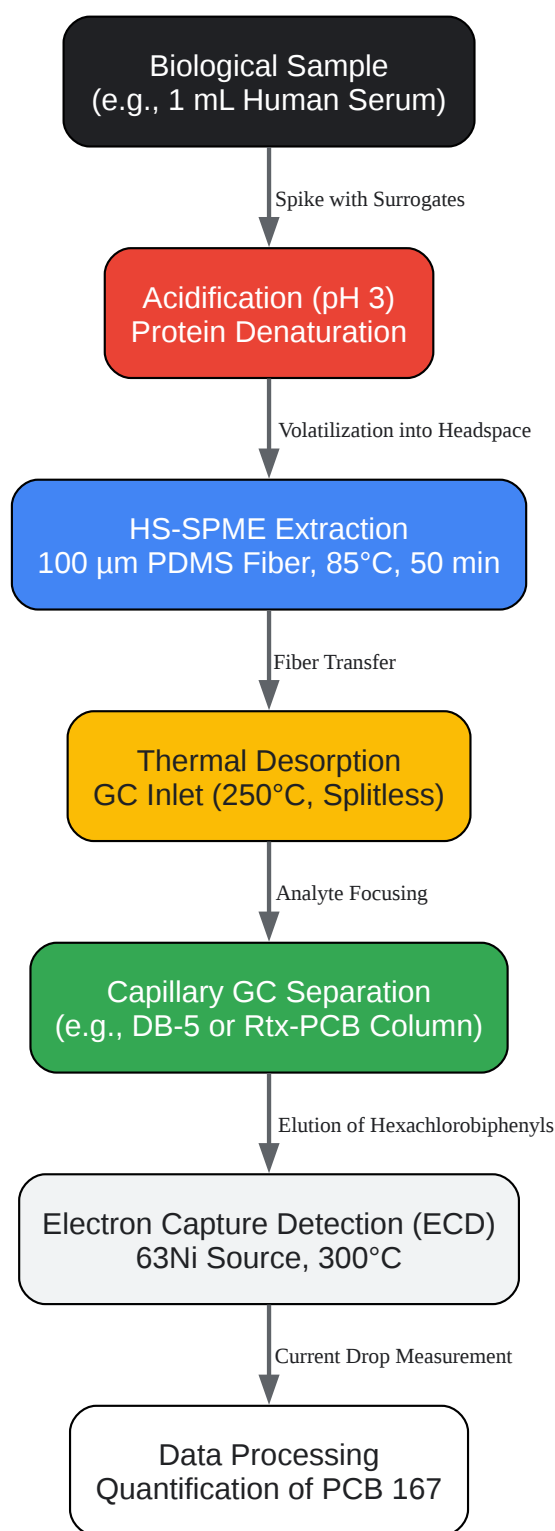 Biological Sample
(e.g., 1 mL Human Serum)
Spike with Surrogates
Acidification (pH 3)
Protein Denaturation
Volatilization into Headspace
HS-SPME Extraction
100 µm PDMS Fiber, 85°C, 50 min
Fiber Transfer
Thermal Desorption
GC Inlet (250°C, Splitless)
Analyte Focusing
Capillary GC Separation
(e.g., DB-5 or Rtx-PCB Column)
Elution of Hexachlorobiphenyls
Electron Capture Detection (ECD)
63Ni Source, 300°C
Current Drop Measurement
Data Processing
Quantification of PCB 167